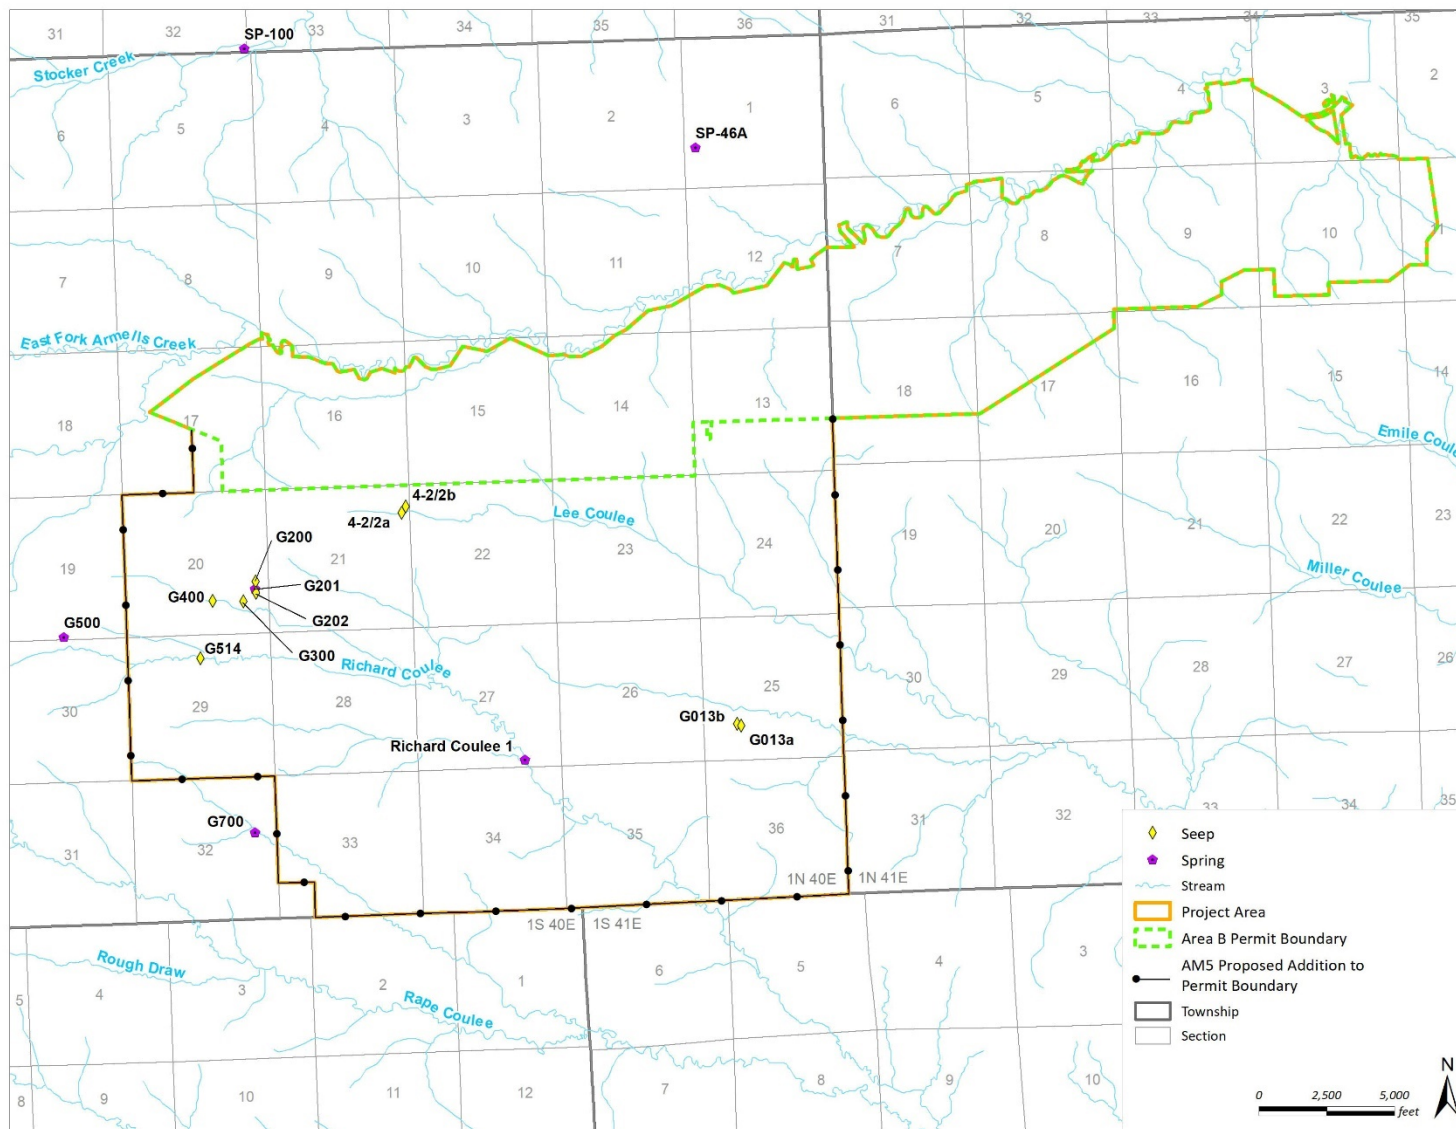 31
32
SP-100
33
34
35
36
31
32
33
34
35
Stocker Creek
6
5
4
3
2
1
SP-46A
6
5
4
3
2
7
8
9
10
11
12
7
8
9
10
11
East Fork Armells Creek
18
17
16
15
14
13
18
17
16
15
14
Emile Coule
4-2/2b
4-2/2a
Lee Coulee
G200
19
20
21
22
23
24
19
20
21
22
23
Miller Coulee
G400
G201
G202
G500
G514
G300
Richard Coulee
30
29
28
27
26
25
30
29
28
27
26
G013b
G013a
Richard Coulee 1
G700
31
32
33
34
35
36
31
32
33
34
35
1N 40E
1N 41E
1S 40E
1S 41E
Rough Draw
Rape Coulee
5
4
3
2
1
6
5
4
3
8
9
10
11
12
7
8
9
10
Seep
Spring
Stream
Project Area
Area B Permit Boundary
AM5 Proposed Addition to
Permit Boundary
Township
Section
N
0
2,500
5,000
feet